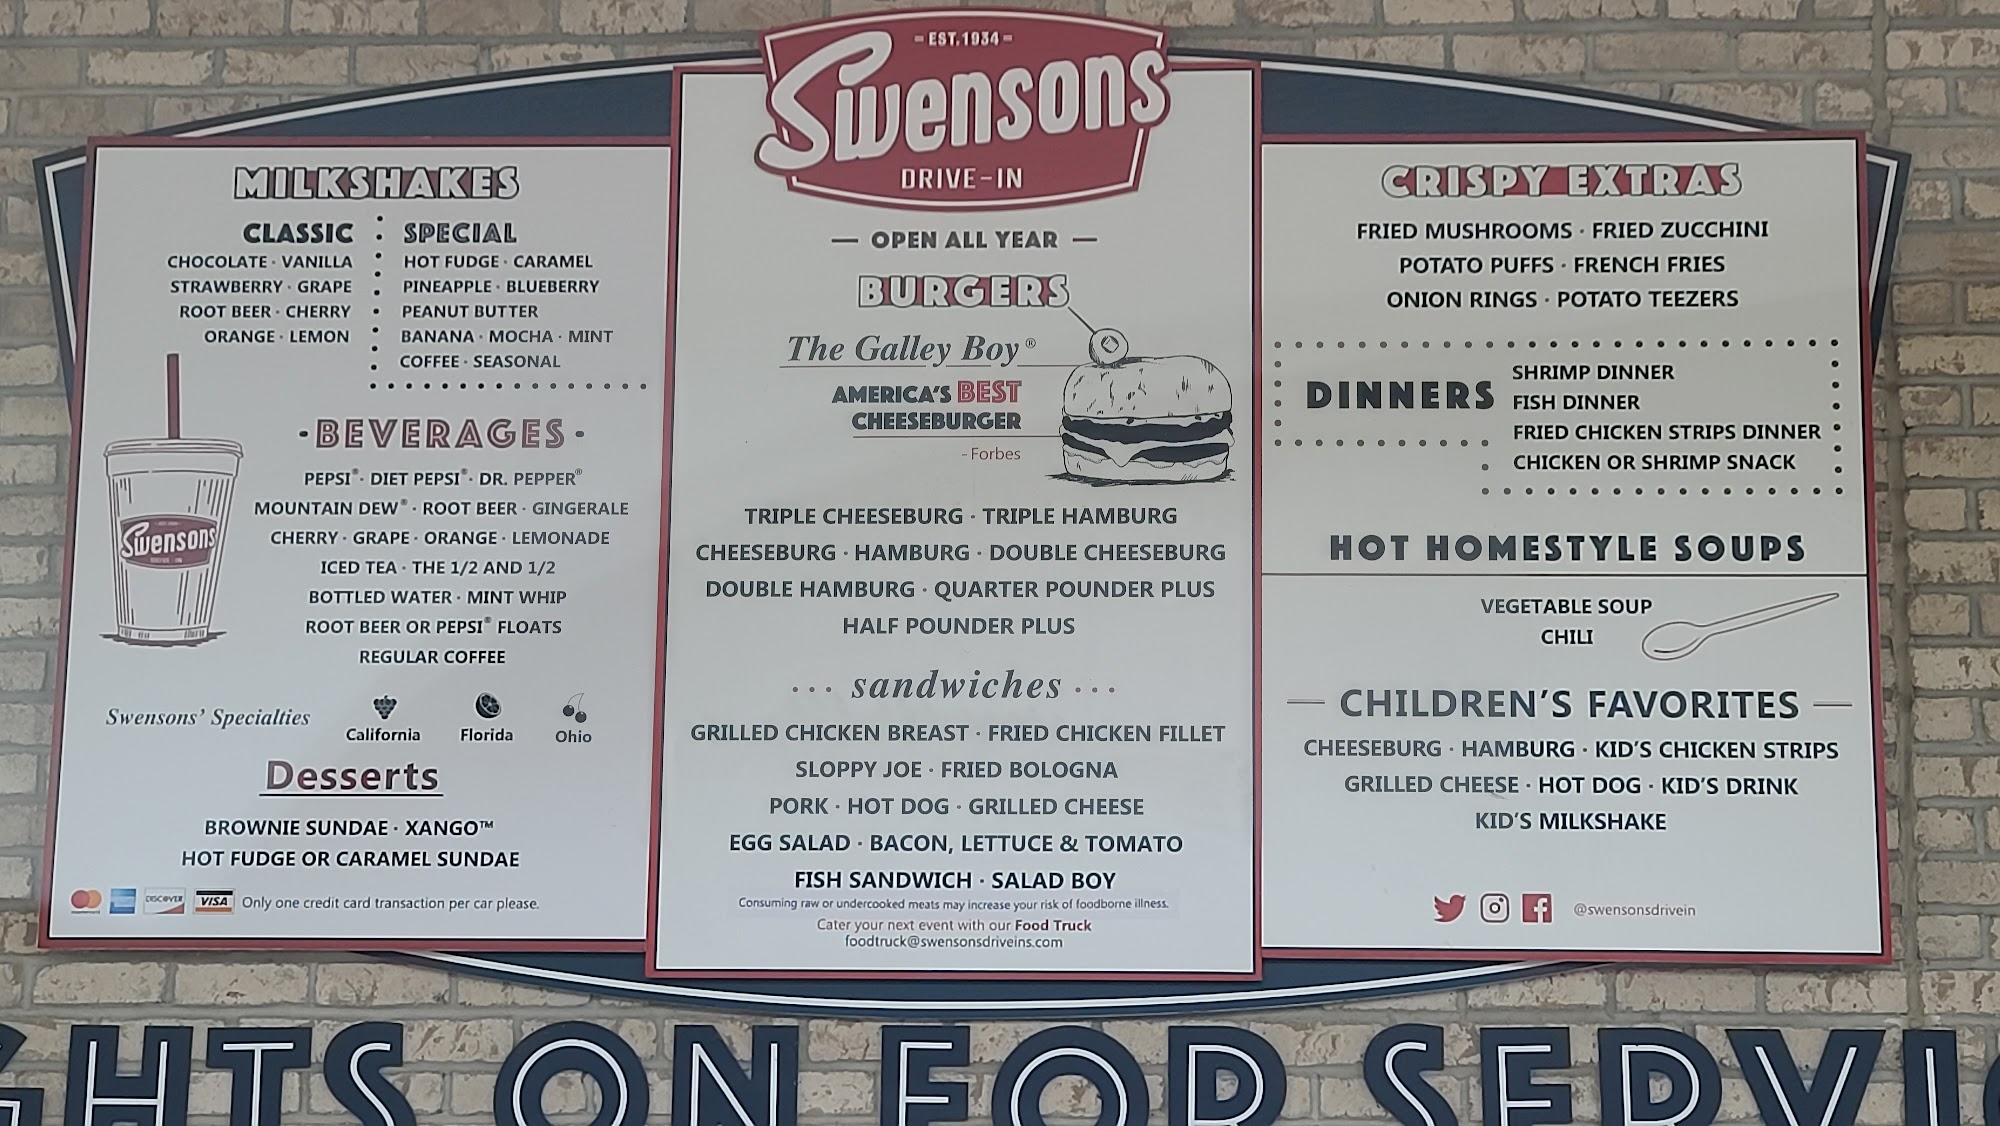 MILKSHAKES
CLASSIC
CHOCOLATE · VANILLA
STRAWBERRY · GRAPE
ROOT BEER · CHERRY
ORANGE · LEMON
SPECIAL
HOT FUDGE · CARAMEL
PINEAPPLE · BLUEBERRY
PEANUT BUTTER
BANANA · MOCHA · MINT
COFFEE · SEASONAL
·BEVERAGES·
PEPSI®· DIET PEPSI®· DR. PEPPER®
MOUNTAIN DEW® · ROOT BEER · GINGERALE
CHERRY · GRAPE · ORANGE · LEMONADE
ICED TEA · THE 1/2 AND 1/2
BOTTLED WATER · MINT WHIP
ROOT BEER OR PEPSI® FLOATS
REGULAR COFFEE
Swensons
Swensons' Specialties
California
Florida
Ohio
Desserts
BROWNIE SUNDAE · XANGO™
HOT FUDGE OR CARAMEL SUNDAE
mastercard
DISCOVER
VISA
Only one credit card transaction per car please.
-EST.1934-
Swensons
DRIVE-IN
— OPEN ALL YEAR —
BURGERS
The Galley Boy®
AMERICA'S BEST
CHEESEBURGER
- Forbes
TRIPLE CHEESEBURG · TRIPLE HAMBURG
CHEESEBURG · HAMBURG · DOUBLE CHEESEBURG
DOUBLE HAMBURG · QUARTER POUNDER PLUS
HALF POUNDER PLUS
··· sandwiches ···
GRILLED CHICKEN BREAST · FRIED CHICKEN FILLET
SLOPPY JOE · FRIED BOLOGNA
PORK · HOT DOG · GRILLED CHEESE
EGG SALAD · BACON, LETTUCE & TOMATO
FISH SANDWICH · SALAD BOY
Consuming raw or undercooked meats may increase your risk of foodborne illness.
Cater your next event with our Food Truck
foodtruck@swensonsdriveins.com
CRISPY EXTRAS
FRIED MUSHROOMS · FRIED ZUCCHINI
POTATO PUFFS · FRENCH FRIES
ONION RINGS · POTATO TEEZERS
DINNERS
SHRIMP DINNER
FISH DINNER
FRIED CHICKEN STRIPS DINNER
CHICKEN OR SHRIMP SNACK
HOT HOMESTYLE SOUPS
VEGETABLE SOUP
CHILI
— CHILDREN'S FAVORITES —
CHEESEBURG · HAMBURG · KID'S CHICKEN STRIPS
GRILLED CHEESE · HOT DOG · KID'S DRINK
KID'S MILKSHAKE
@swensonsdrivein
GHTS ON FOR SERVIC